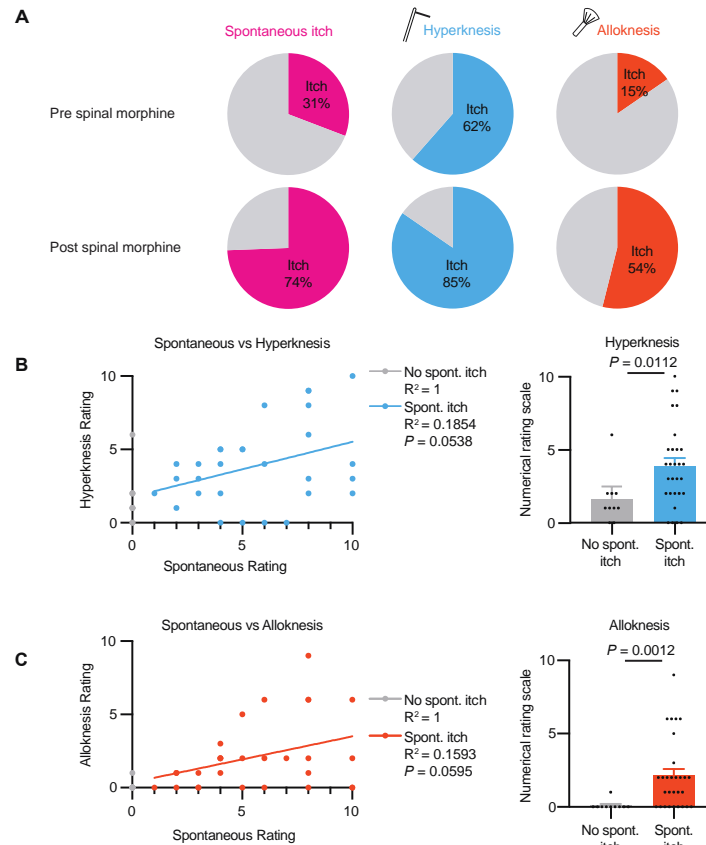 A
Spontaneous itch
Hyperknesis
Alloknesis
Pre spinal morphine
Itch
31%
Itch
62%
Itch
15%
Post spinal morphine
Itch
74%
Itch
85%
Itch
54%
B
Spontaneous vs Hyperknesis
Hyperknesis Rating
10
5
0
0
5
10
Spontaneous Rating
No spont. itch
R² = 1
Spont. itch
R² = 0.1854
P = 0.0538
Hyperknesis
P = 0.0112
Numerical rating scale
10
5
0
No spont.
itch
Spont.
itch
C
Spontaneous vs Alloknesis
Alloknesis Rating
10
5
0
0
5
10
Spontaneous Rating
No spont. itch
R² = 1
Spont. itch
R² = 0.1593
P = 0.0595
Alloknesis
P = 0.0012
Numerical rating scale
10
5
0
No spont.
itch
Spont.
itch